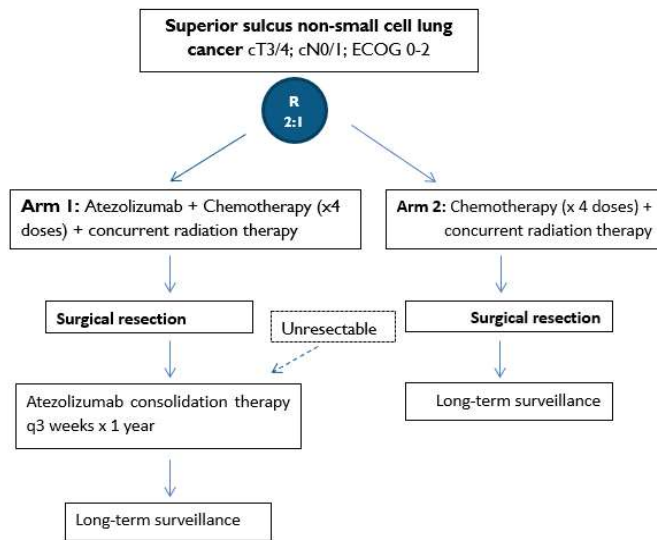 Superior sulcus non-small cell lung
cancer cT3/4; cN0/1; ECOG 0-2
R
2:1
Arm 1: Atezolizumab + Chemotherapy (x4
doses) + concurrent radiation therapy
Arm 2: Chemotherapy (x 4 doses) +
concurrent radiation therapy
Surgical resection
Unresectable
Surgical resection
Atezolizumab consolidation therapy
q3 weeks x 1 year
Long-term surveillance
Long-term surveillance